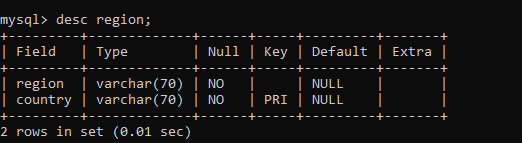 mysql> desc region;
+---------+-------------+------+-----+---------+-------+
| Field   | Type        | Null | Key | Default | Extra |
+---------+-------------+------+-----+---------+-------+
| region  | varchar(70) | NO   |     | NULL    |       |
| country | varchar(70) | NO   | PRI | NULL    |       |
+---------+-------------+------+-----+---------+-------+
2 rows in set (0.01 sec)